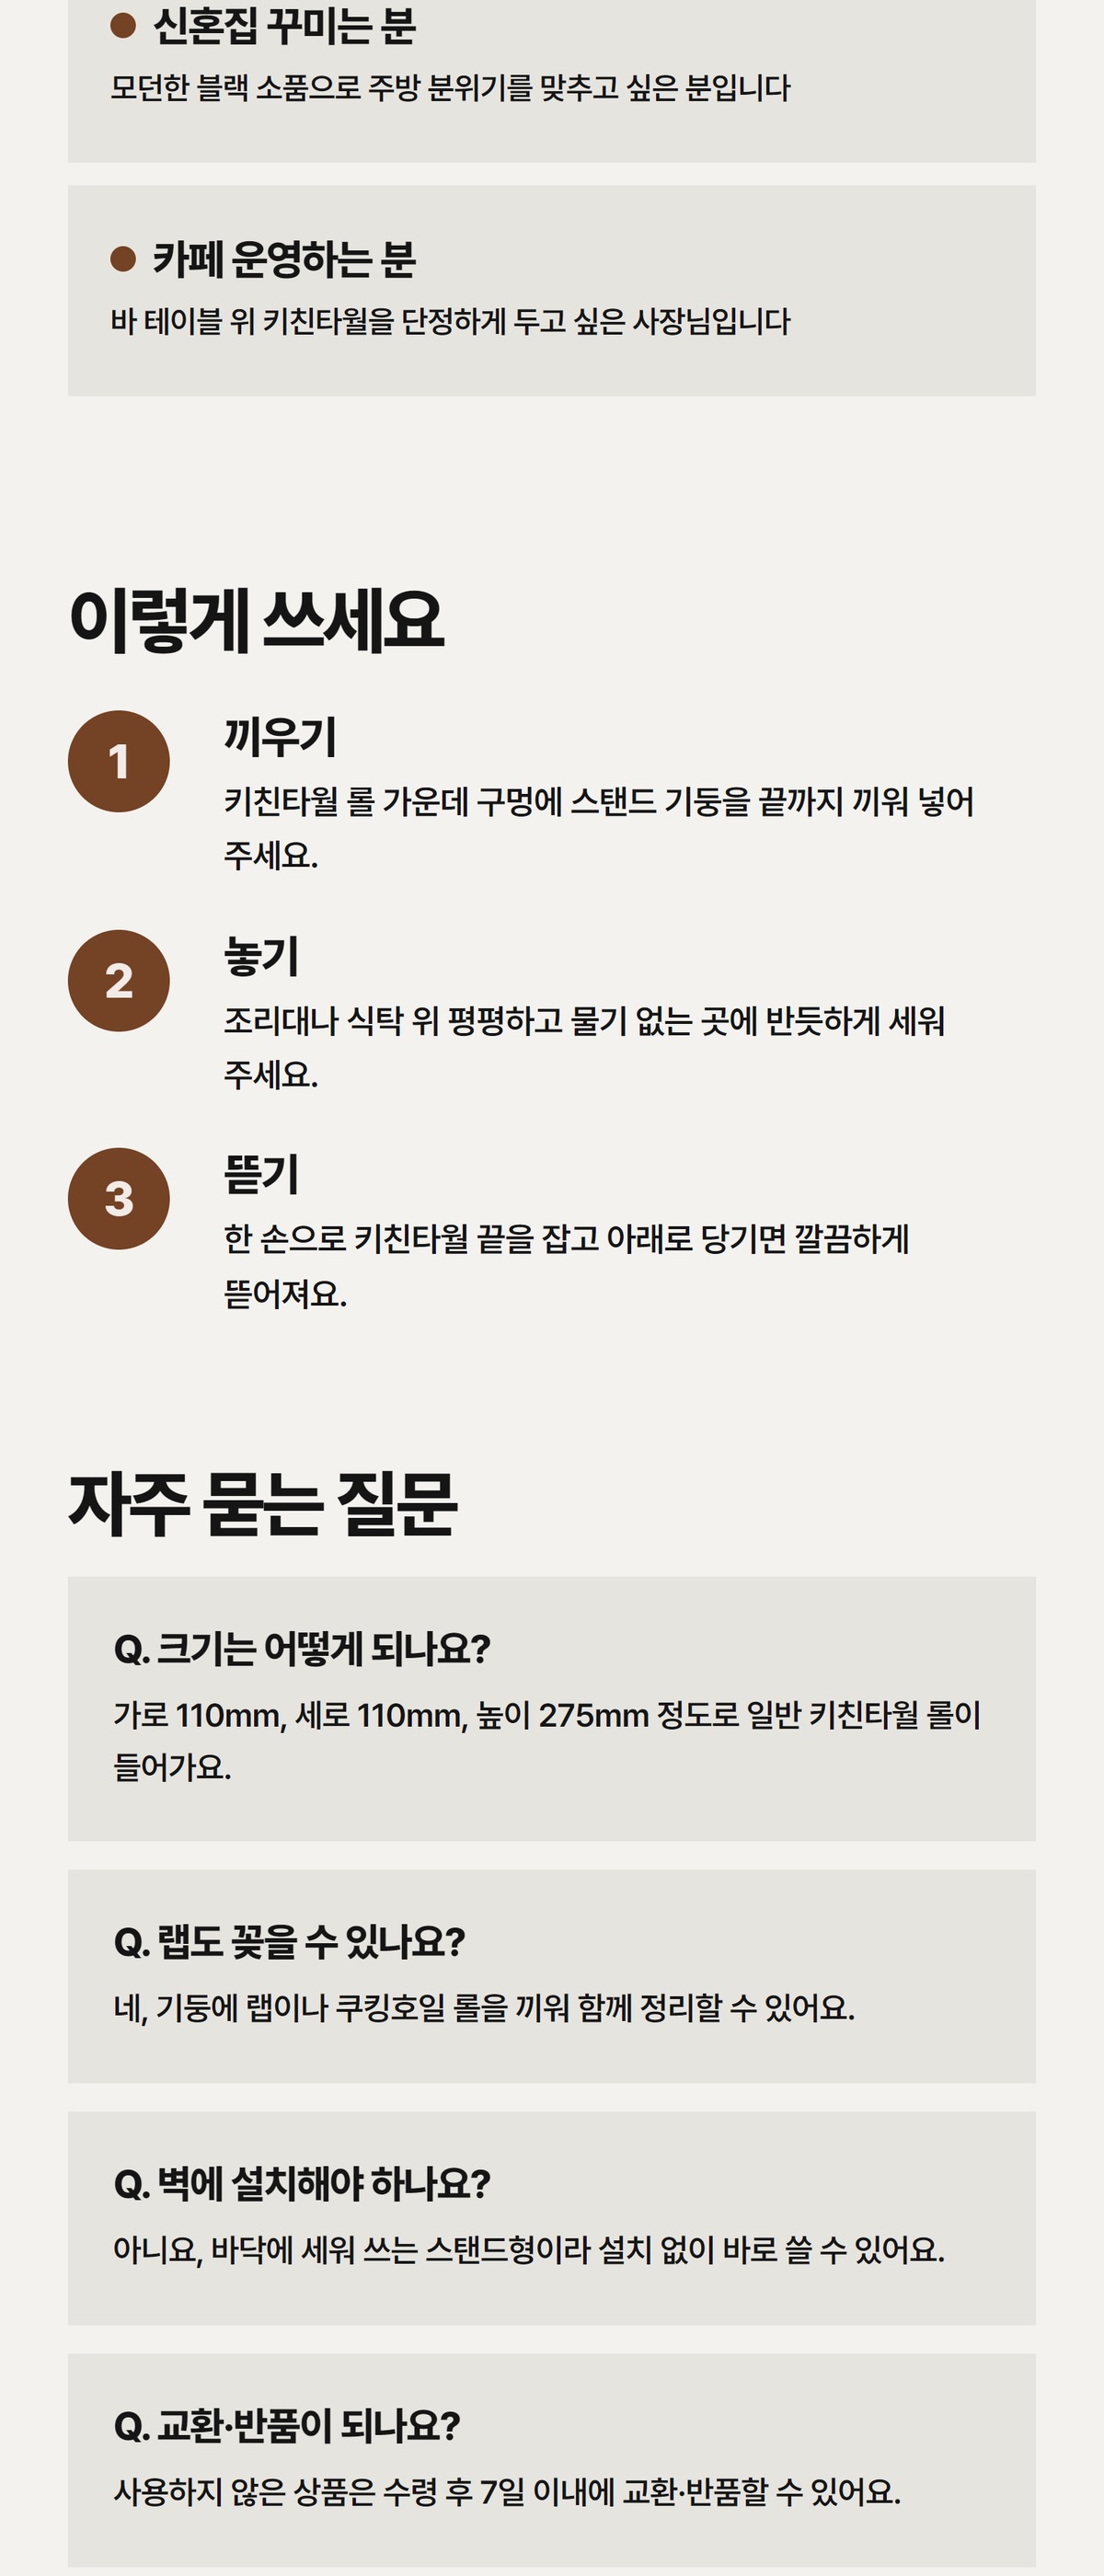 신혼집 꾸미는 분
모던한 블랙 소품으로 주방 분위기를 맞추고 싶은 분입니다
카페 운영하는 분
바 테이블 위 키친타월을 단정하게 두고 싶은 사장님입니다
이렇게 쓰세요
1
끼우기
키친타월 롤 가운데 구멍에 스탠드 기둥을 끝까지 끼워 넣어
주세요.
2
놓기
조리대나 식탁 위 평평하고 물기 없는 곳에 반듯하게 세워
주세요.
3
뜯기
한 손으로 키친타월 끝을 잡고 아래로 당기면 깔끔하게
뜯어져요.
자주 묻는 질문
Q. 크기는 어떻게 되나요?
가로 110mm, 세로 110mm, 높이 275mm 정도로 일반 키친타월 롤이
들어가요.
Q. 랩도 꽂을 수 있나요?
네, 기둥에 랩이나 쿠킹호일 롤을 끼워 함께 정리할 수 있어요.
Q. 벽에 설치해야 하나요?
아니요, 바닥에 세워 쓰는 스탠드형이라 설치 없이 바로 쓸 수 있어요.
Q. 교환·반품이 되나요?
사용하지 않은 상품은 수령 후 7일 이내에 교환·반품할 수 있어요.